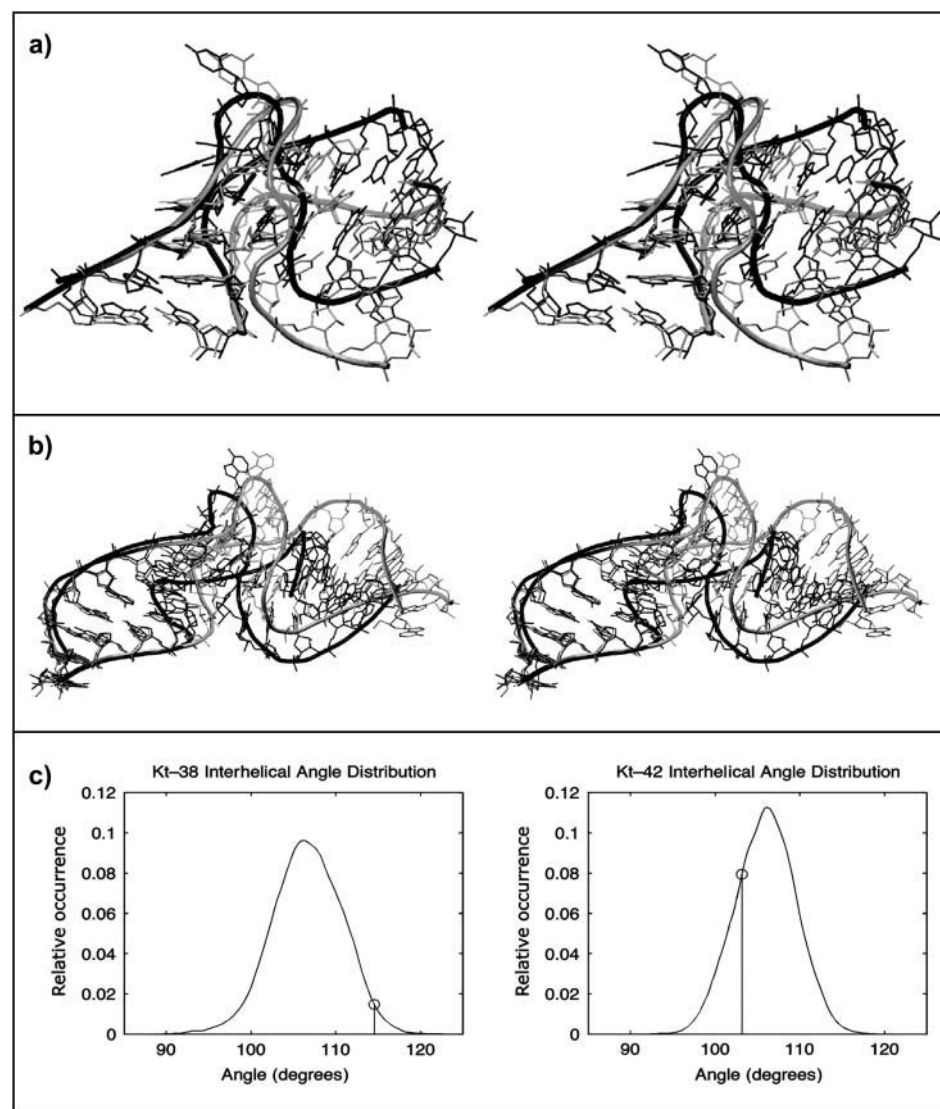 a)
b)
c)
Kt–38 Interhelical Angle Distribution
0.12
0.1
0.08
0.06
0.04
0.02
0
Relative occurrence
90
100
110
120
Angle (degrees)
Kt–42 Interhelical Angle Distribution
0.12
0.1
0.08
0.06
0.04
0.02
0
Relative occurrence
90
100
110
120
Angle (degrees)